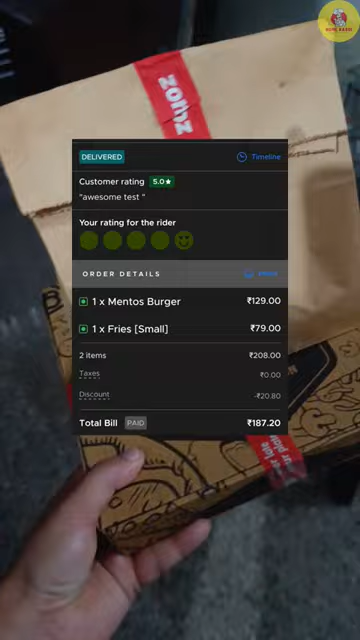 zomz
DELIVERED
Timeline
Customer rating 5.0★
"awesome test "
Your rating for the rider
ORDER DETAILS
1 x Mentos Burger ₹129.00
1 x Fries [Small] ₹79.00
2 items ₹208.00
Taxes ₹0.00
Discount -₹20.80
Total Bill PAID ₹187.20